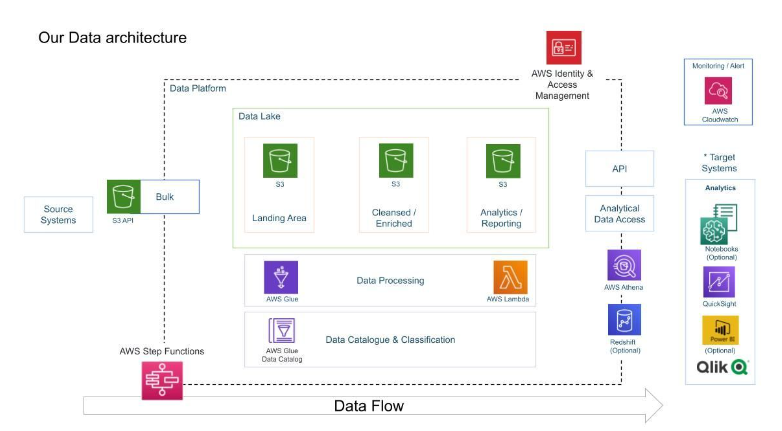 Our Data architecture
AWS Identity &
Access
Management
Monitoring / Alert
AWS
Cloudwatch
Data Platform
Data Lake
S3
Landing Area
S3
Cleansed /
Enriched
S3
Analytics /
Reporting
API
Analytical
Data Access
* Target
Systems
Analytics
Source
Systems
S3 API
Bulk
AWS Glue
Data Processing
AWS Lambda
AWS Athena
Notebooks
(Optional)
QuickSight
AWS Glue
Data Catalog
Data Catalogue & Classification
Redshift
(Optional)
Power BI
(Optional)
Qlik
AWS Step Functions
Data Flow